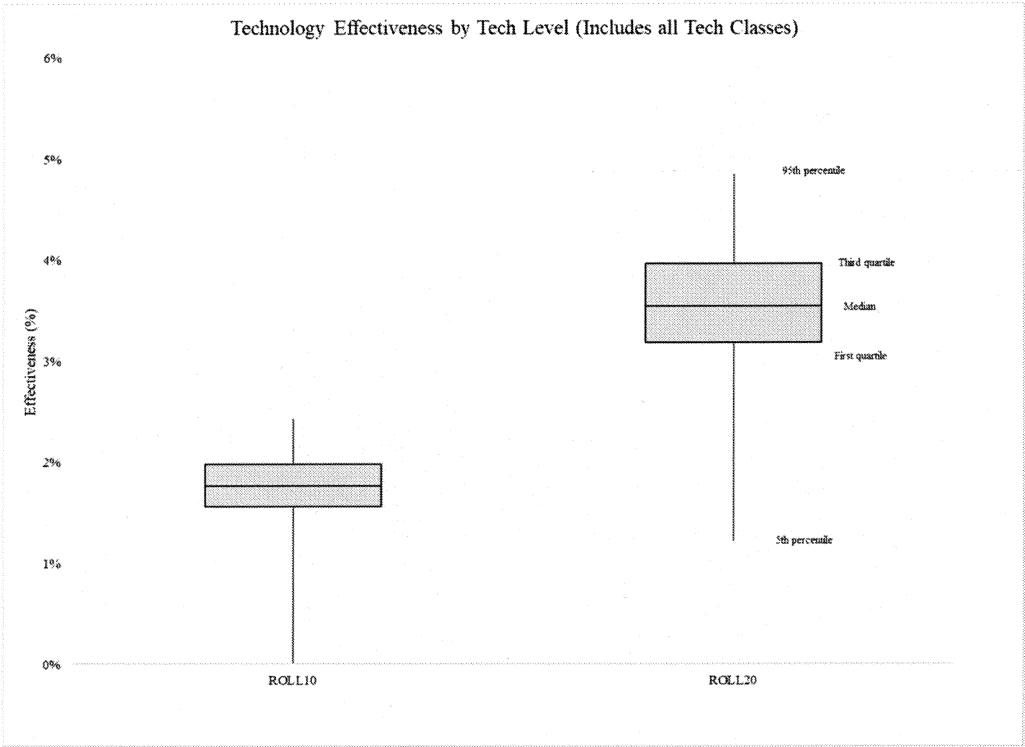 Technology Effectiveness by Tech Level (Includes all Tech Classes)
6%
5%
4%
3%
2%
1%
0%
Effectiveness (%)
95th percentile
Third quartile
Median
First quartile
5th percentile
ROLL10
ROLL20